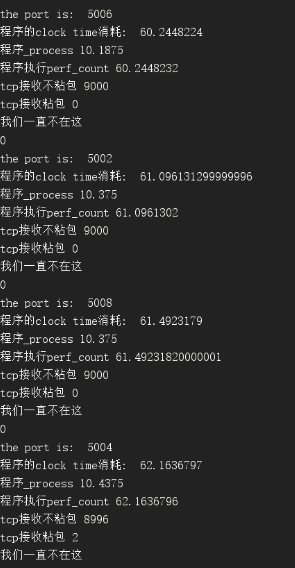 the port is:  5006
程序的clock time消耗:  60.2448224
程序_process 10.1875
程序执行perf_count 60.2448232
tcp接收不粘包 9000
tcp接收粘包 0
我们一直不在这
0
the port is:  5002
程序的clock time消耗:  61.096131299999996
程序_process 10.375
程序执行perf_count 61.0961302
tcp接收不粘包 9000
tcp接收粘包 0
我们一直不在这
0
the port is:  5008
程序的clock time消耗:  61.4923179
程序_process 10.375
程序执行perf_count 61.49231820000001
tcp接收不粘包 9000
tcp接收粘包 0
我们一直不在这
0
the port is:  5004
程序的clock time消耗:  62.1636797
程序_process 10.4375
程序执行perf_count 62.1636796
tcp接收不粘包 8996
tcp接收粘包 2
我们一直不在这